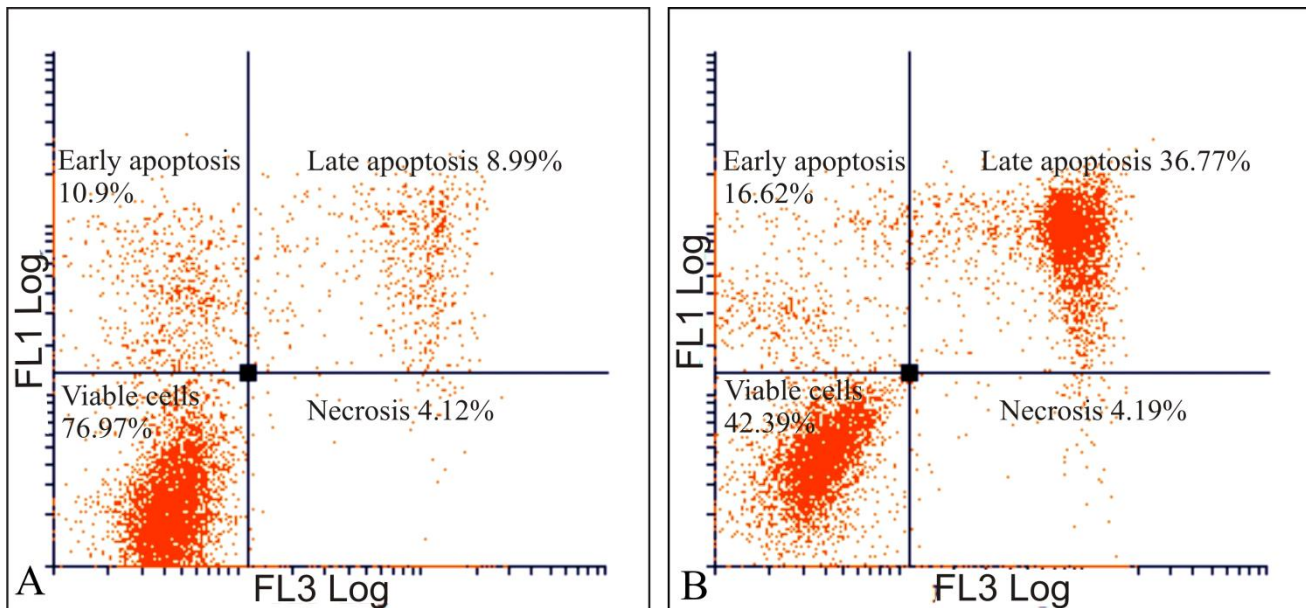 Early apoptosis
10.9%
Late apoptosis 8.99%
FL1 Log
Viable cells
76.97%
Necrosis 4.12%
A
FL3 Log
Early apoptosis
16.62%
Late apoptosis 36.77%
FL1 Log
Viable cells
42.39%
Necrosis 4.19%
B
FL3 Log